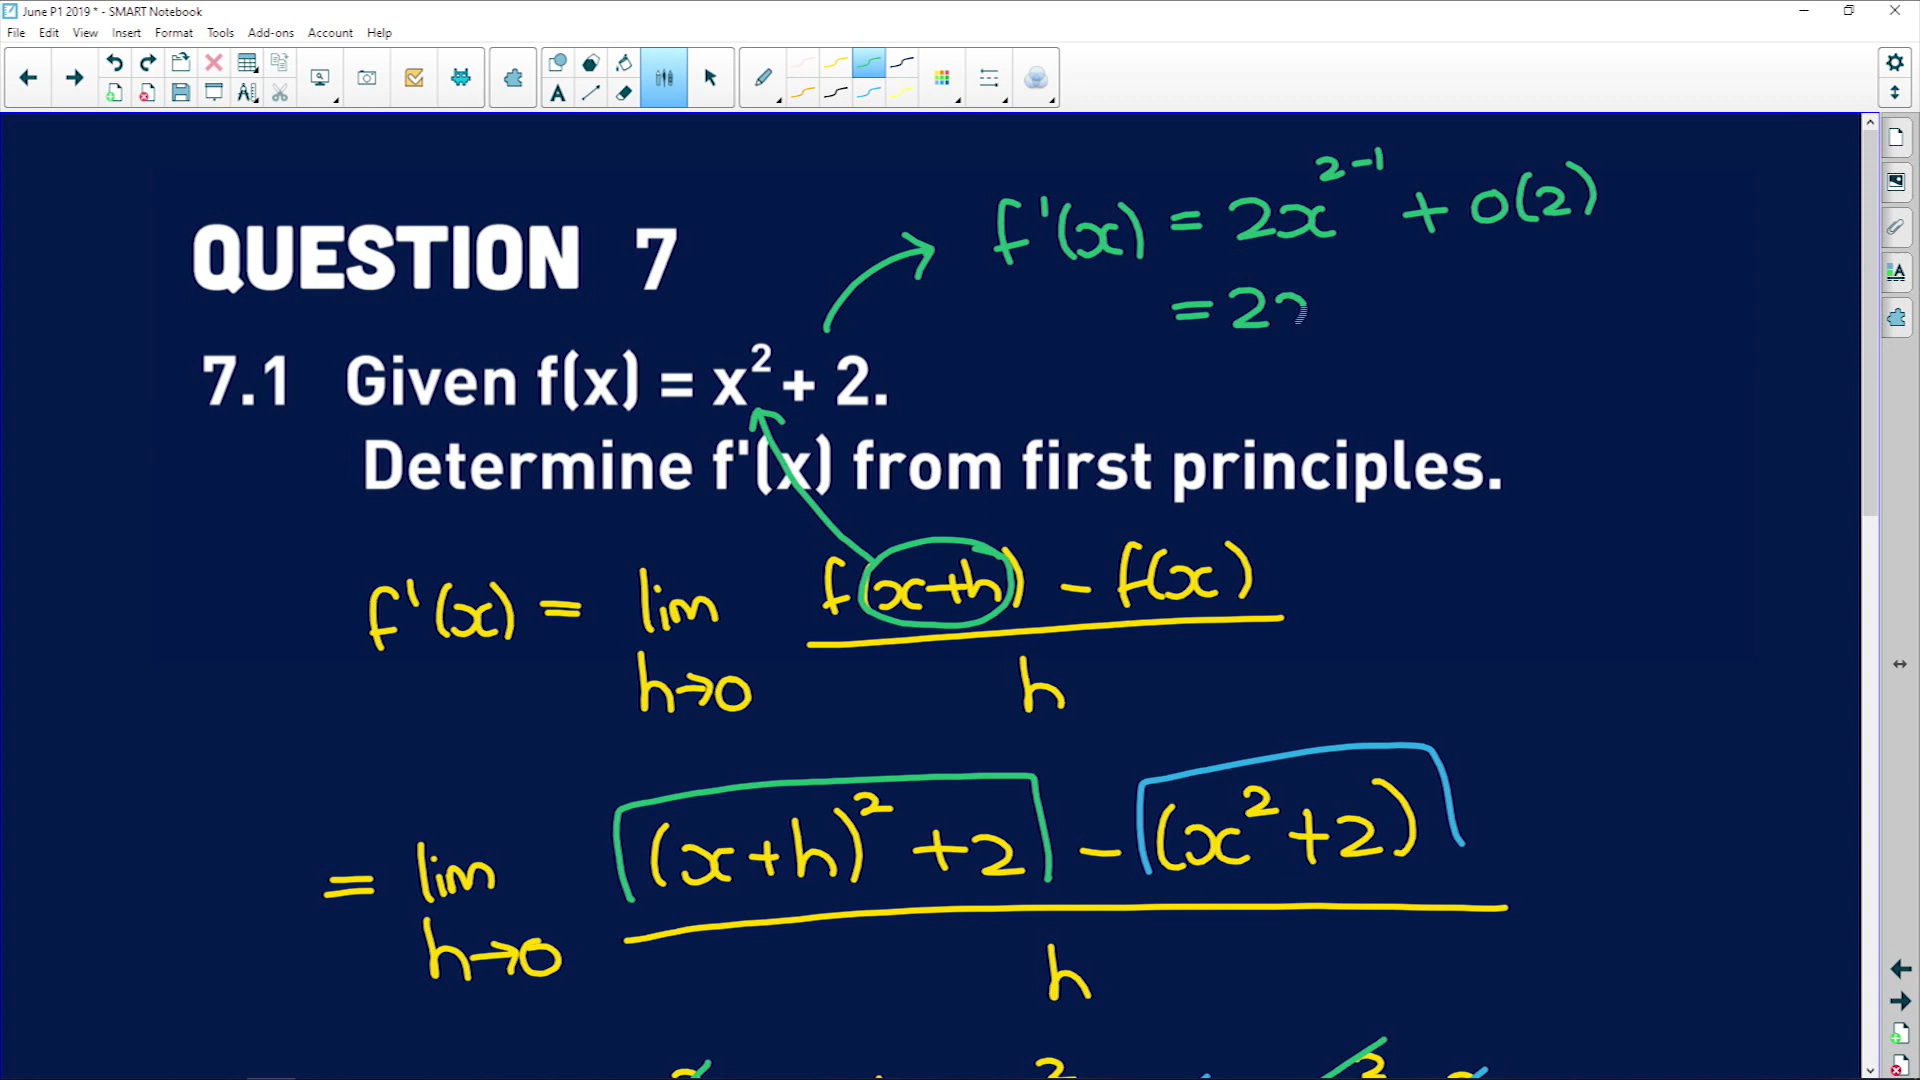 June P1 2019 * - SMART Notebook
File Edit View Insert Format Tools Add-ons Account Help
f'(x) = 2x^{2-1} + 0(2)
= 2
QUESTION 7
7.1 Given f(x) = x² + 2.
Determine f'(x) from first principles.
f'(x) = lim h→0 (f(x+h) - f(x)) / h
= lim h→0 ((x+h)² + 2 - (x² + 2)) / h